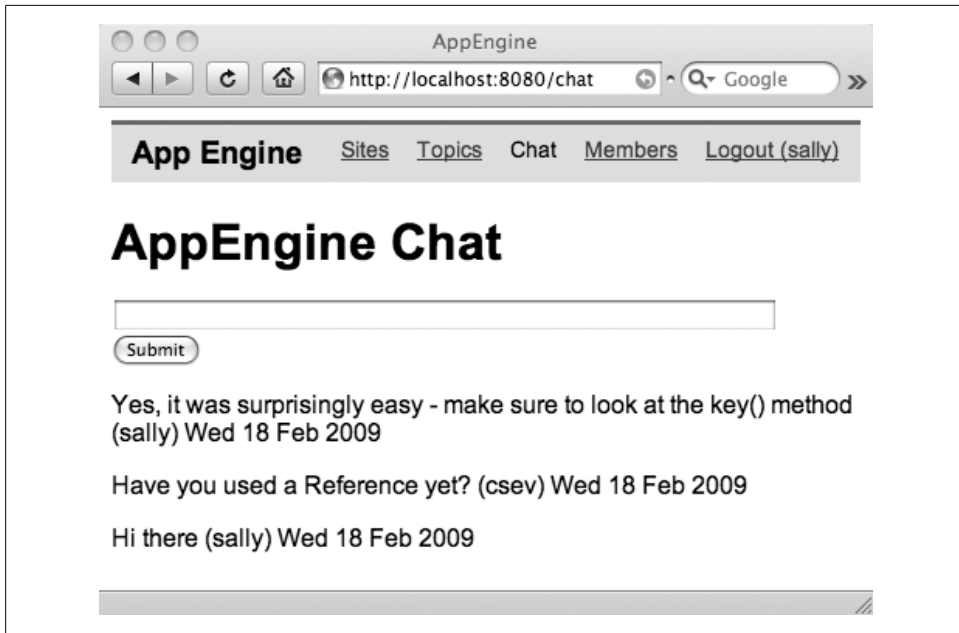 AppEngine
http://localhost:8080/chat
Google
App Engine Sites Topics Chat Members Logout (sally)
AppEngine Chat
Submit
Yes, it was surprisingly easy - make sure to look at the key() method
(sally) Wed 18 Feb 2009
Have you used a Reference yet? (csev) Wed 18 Feb 2009
Hi there (sally) Wed 18 Feb 2009